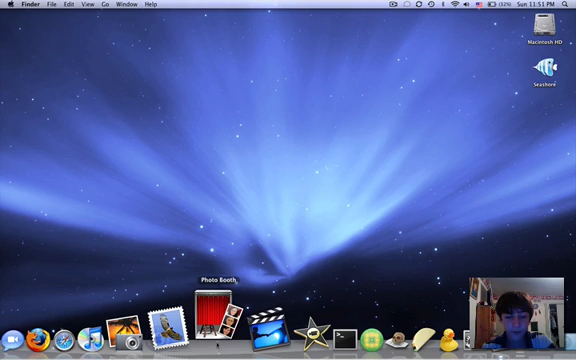 Finder File Edit View Go Window Help (32%) Sun 11:51 PM
Macintosh HD
Seashore
Photo Booth